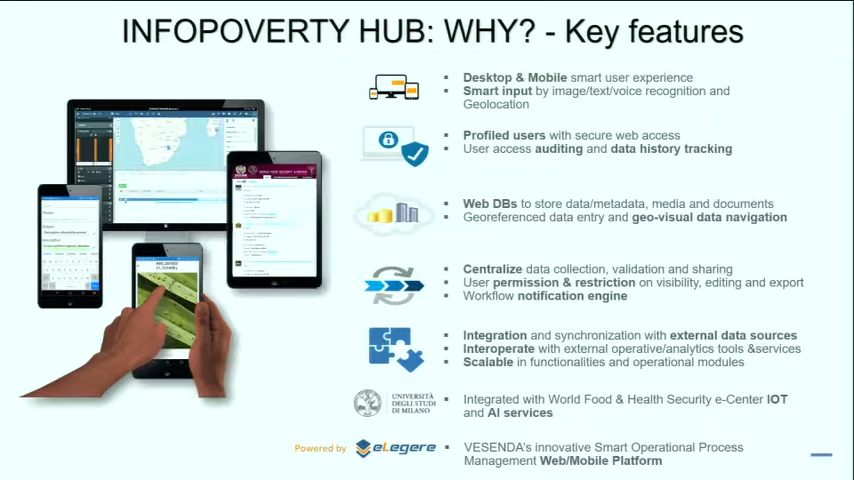 INFOPOVERTY HUB: WHY? - Key features
▪ Desktop & Mobile smart user experience
▪ Smart input by image/text/voice recognition and
Geolocation
▪ Profiled users with secure web access
▪ User access auditing and data history tracking
▪ Web DBs to store data/metadata, media and documents
▪ Georeferenced data entry and geo-visual data navigation
▪ Centralize data collection, validation and sharing
▪ User permission & restriction on visibility, editing and export
▪ Workflow notification engine
▪ Integration and synchronization with external data sources
▪ Interoperate with external operative/analytics tools &services
▪ Scalable in functionalities and operational modules
UNIVERSITÀ
DEGLI STUDI
DI MILANO
▪ Integrated with World Food & Health Security e-Center IOT
and AI services
Powered by eLegere
▪ VESENDA's innovative Smart Operational Process
Management Web/Mobile Platform